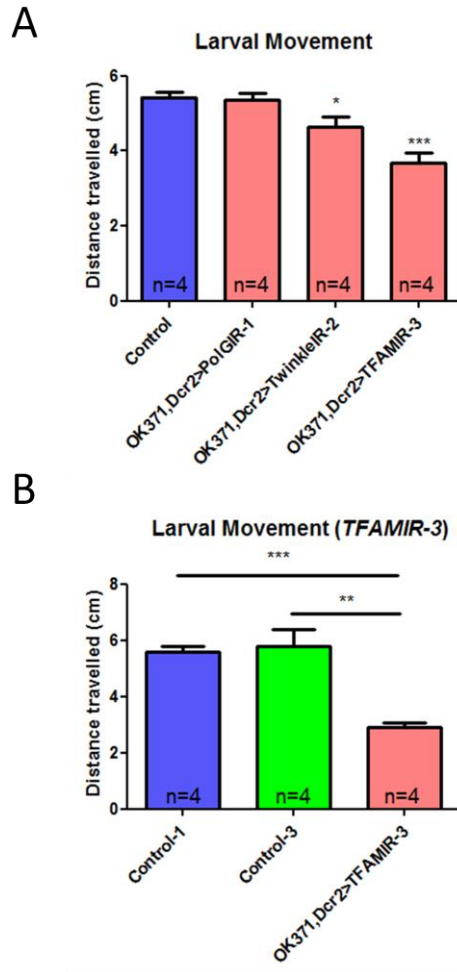 A
Larval Movement
Distance travelled (cm)
6
4
2
0
*
***
n=4
n=4
n=4
n=4
Control
OK371,Dcr2>PolGIR-1
OK371,Dcr2>TwinkleIR-2
OK371,Dcr2>TFAMIR-3
B
Larval Movement (TFAMIR-3)
Distance travelled (cm)
8
6
4
2
0
***
**
n=4
n=4
n=4
Control-1
Control-3
OK371,Dcr2>TFAMIR-3